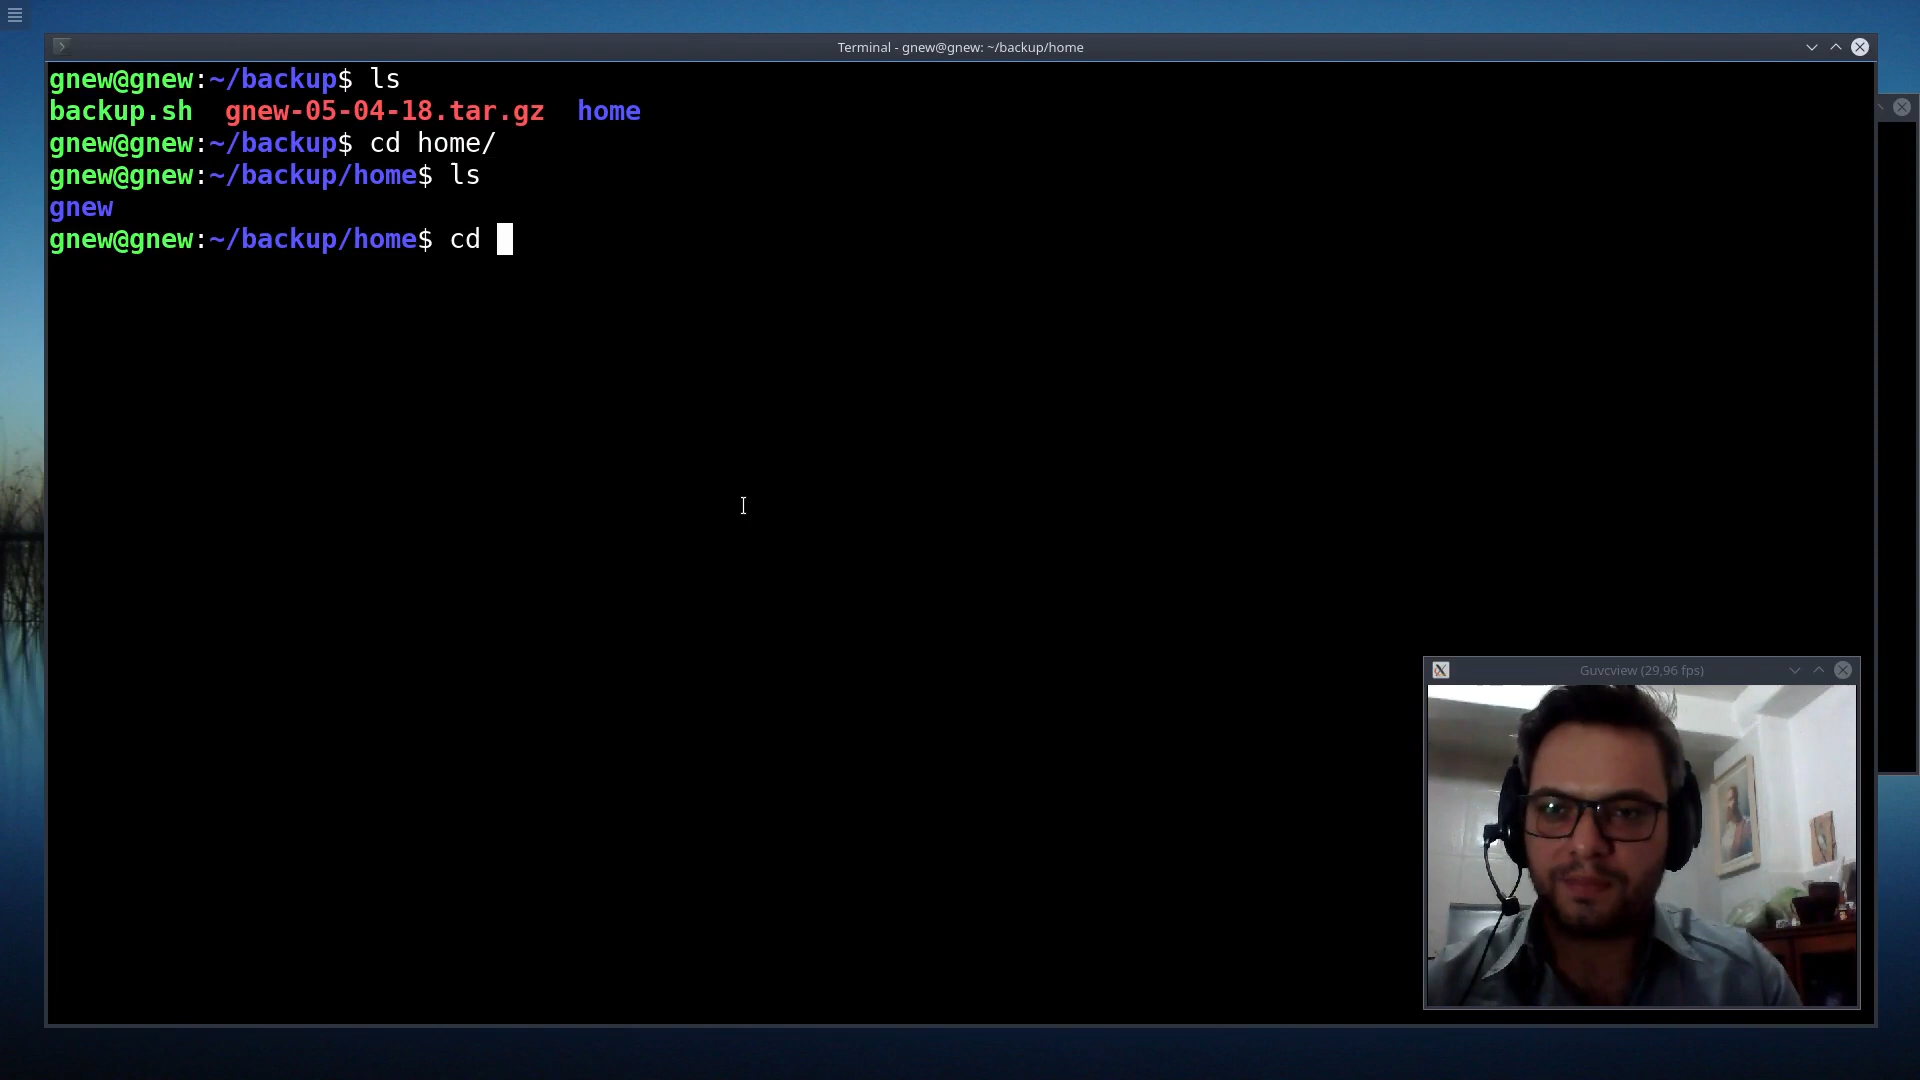 Terminal - gnew@gnew: ~/backup/home
gnew@gnew:~/backup$ ls
backup.sh  gnew-05-04-18.tar.gz  home
gnew@gnew:~/backup$ cd home/
gnew@gnew:~/backup/home$ ls
gnew
gnew@gnew:~/backup/home$ cd
Guvcview (29,96 fps)